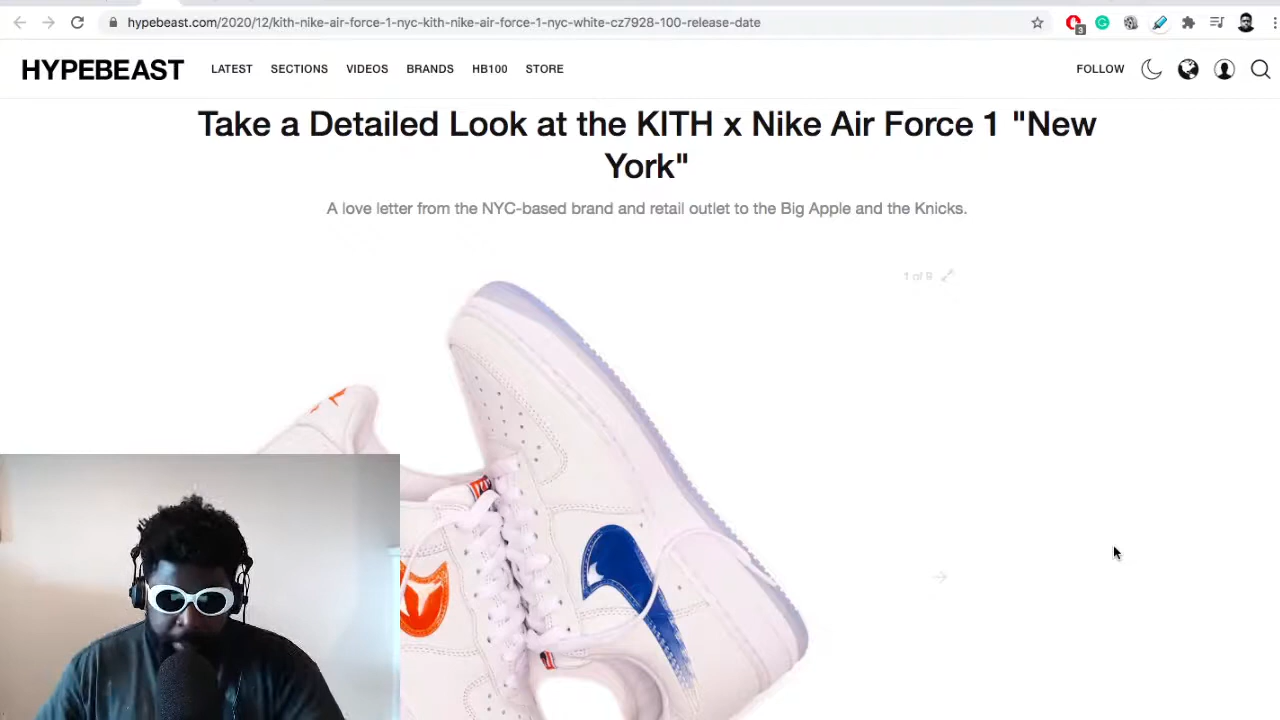 hypebeast.com/2020/12/kith-nike-air-force-1-nyc-kith-nike-air-force-1-nyc-white-cz7928-100-release-date
3
HYPEBEAST LATEST SECTIONS VIDEOS BRANDS HB100 STORE FOLLOW
Take a Detailed Look at the KITH x Nike Air Force 1 "New
York"
A love letter from the NYC-based brand and retail outlet to the Big Apple and the Knicks.
1 of 9